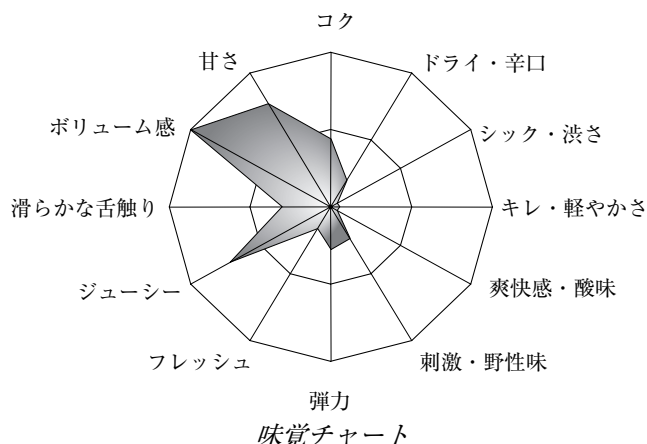 コク
甘さ
ドライ・辛口
ボリューム感
シック・渋さ
滑らかな舌触り
キレ・軽やかさ
ジューシー
爽快感・酸味
フレッシュ
刺激・野性味
弾力
味覚チャート